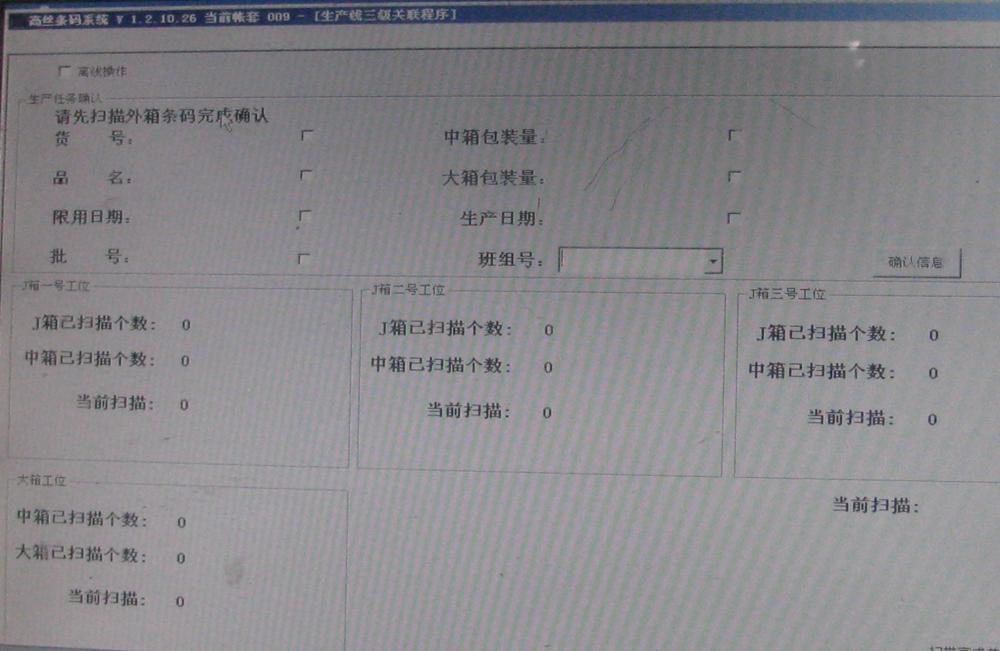 高丝条码系统 V 1.2.10.26 当前帐套 009 - [生产线三级关联程序]
离线操作
生产任务确认
请先扫描外箱条码完成确认
货 号： 中箱包装量：
品 名： 大箱包装量：
限用日期： 生产日期：
批 号： 班组号： 确认信息
J箱一号工位 J箱二号工位 J箱三号工位
J箱已扫描个数： 0 J箱已扫描个数： 0 J箱已扫描个数： 0
中箱已扫描个数： 0 中箱已扫描个数： 0 中箱已扫描个数： 0
当前扫描： 0 当前扫描： 0 当前扫描： 0
大箱工位
当前扫描：
中箱已扫描个数： 0
大箱已扫描个数： 0
当前扫描： 0